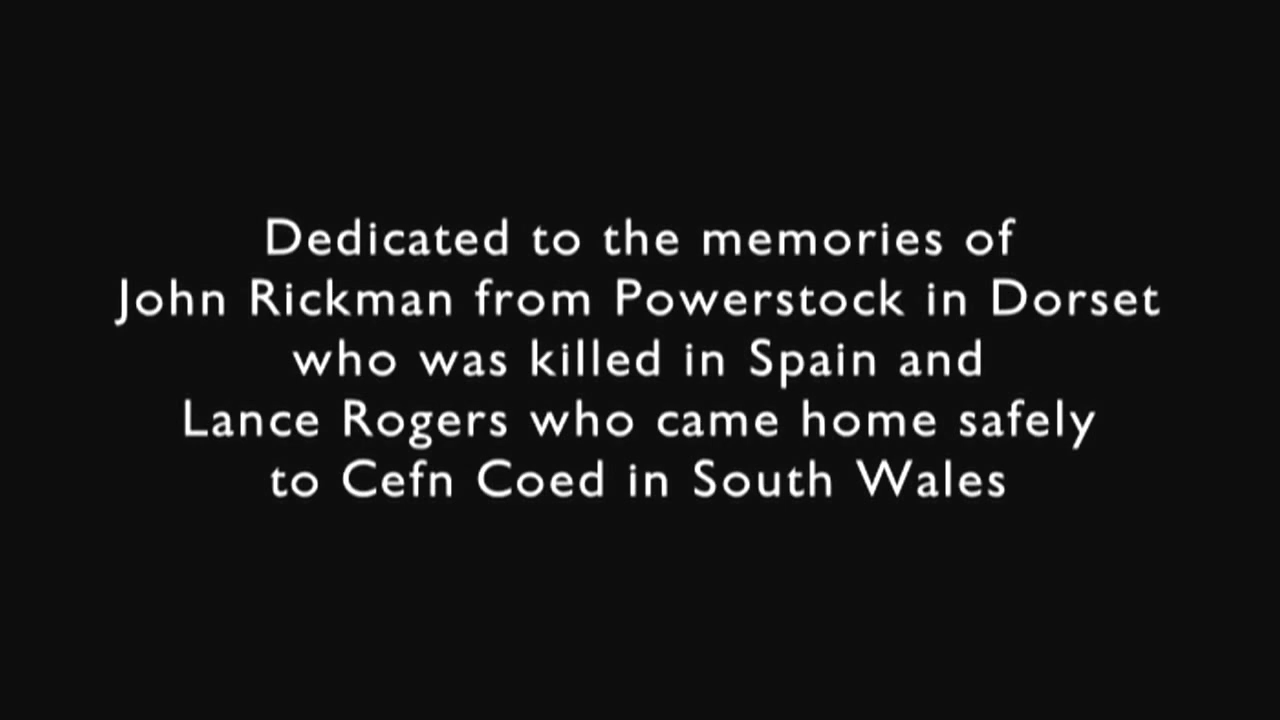 Dedicated to the memories of
John Rickman from Powerstock in Dorset
who was killed in Spain and
Lance Rogers who came home safely
to Cefn Coed in South Wales